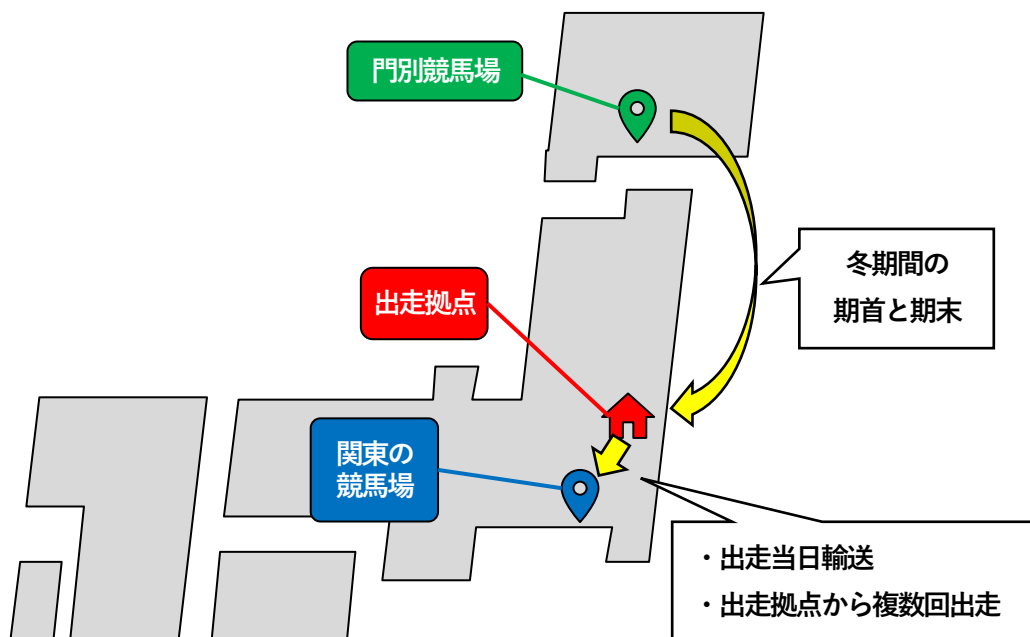 門別競馬場
冬期間の
期首と期末
出走拠点
関東の
競馬場
・出走当日輸送
・出走拠点から複数回出走